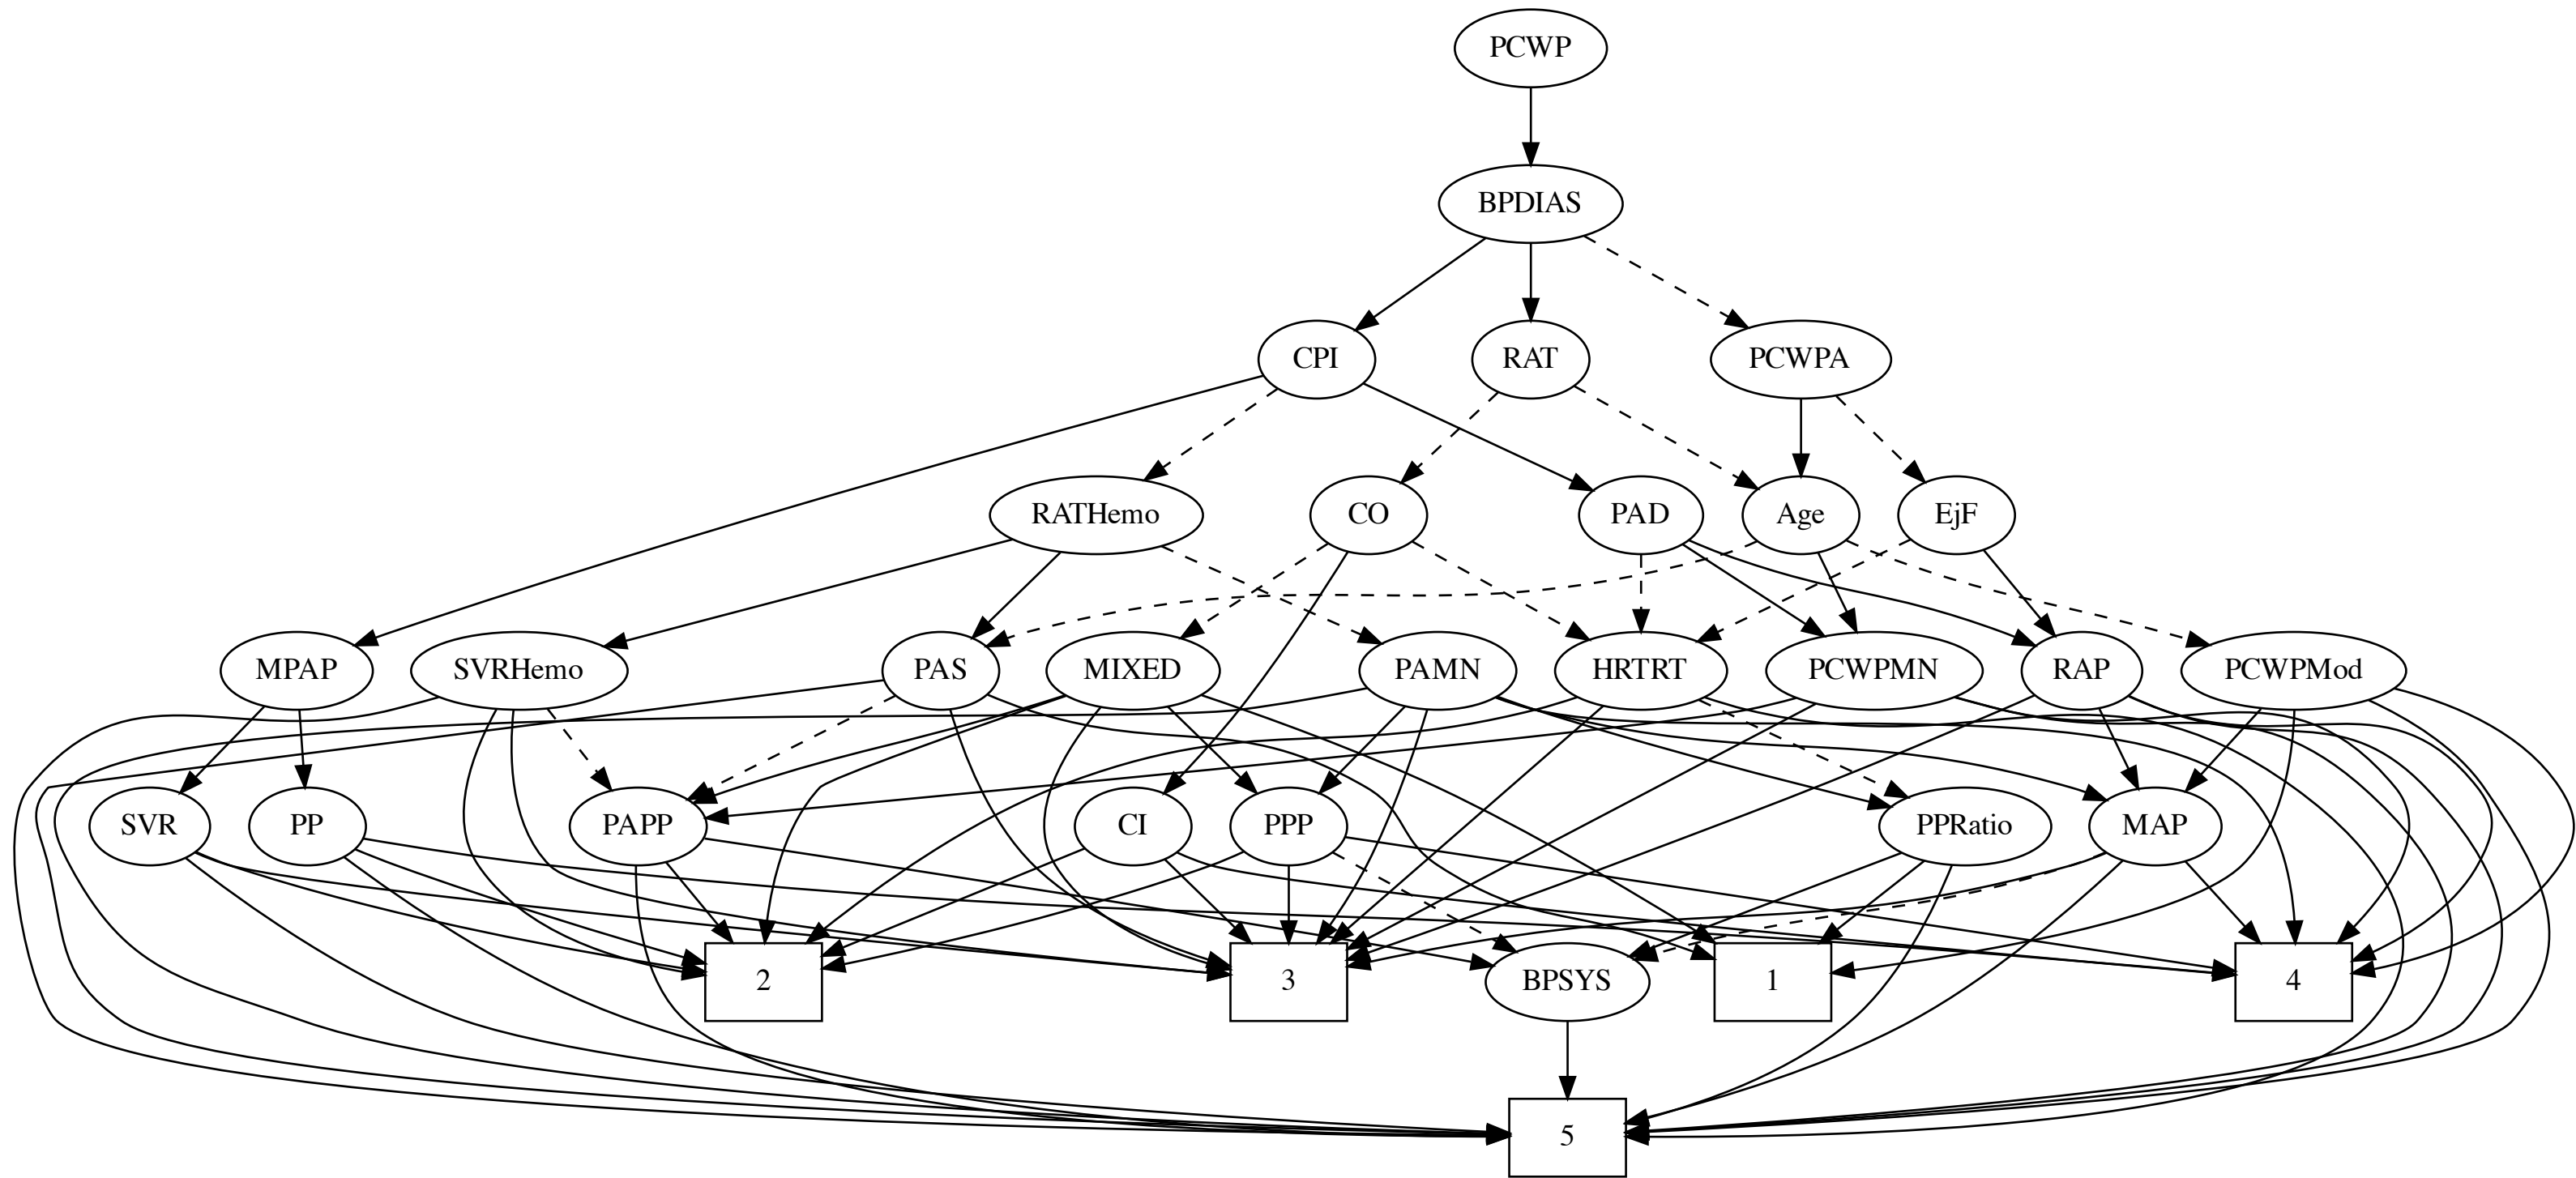 PCWP
BPDIAS
CPI
RAT
PCWPA
RATHemo
CO
PAD
Age
EjF
MPAP
SVRHemo
PAS
MIXED
PAMN
HRTRT
PCWPMN
RAP
PCWPMod
SVR
PP
PAPP
CI
PPP
PPRatio
MAP
2
3
BPSYS
1
4
5